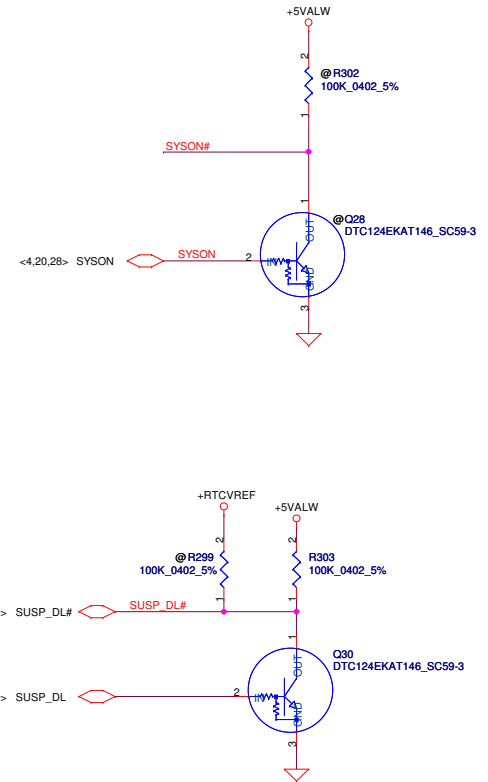 +5VALW
2
@R302
100K_0402_5%
1
SYSON#
1
@Q28
DTC124EKAT146_SC59-3
OUT
<4,20,28> SYSON
SYSON
2
IN
GND
3
+RTCVREF
+5VALW
2
@R299
100K_0402_5%
1
2
R303
100K_0402_5%
1
> SUSP_DL#
SUSP_DL#
1
Q30
DTC124EKAT146_SC59-3
OUT
> SUSP_DL
2
IN
GND
3